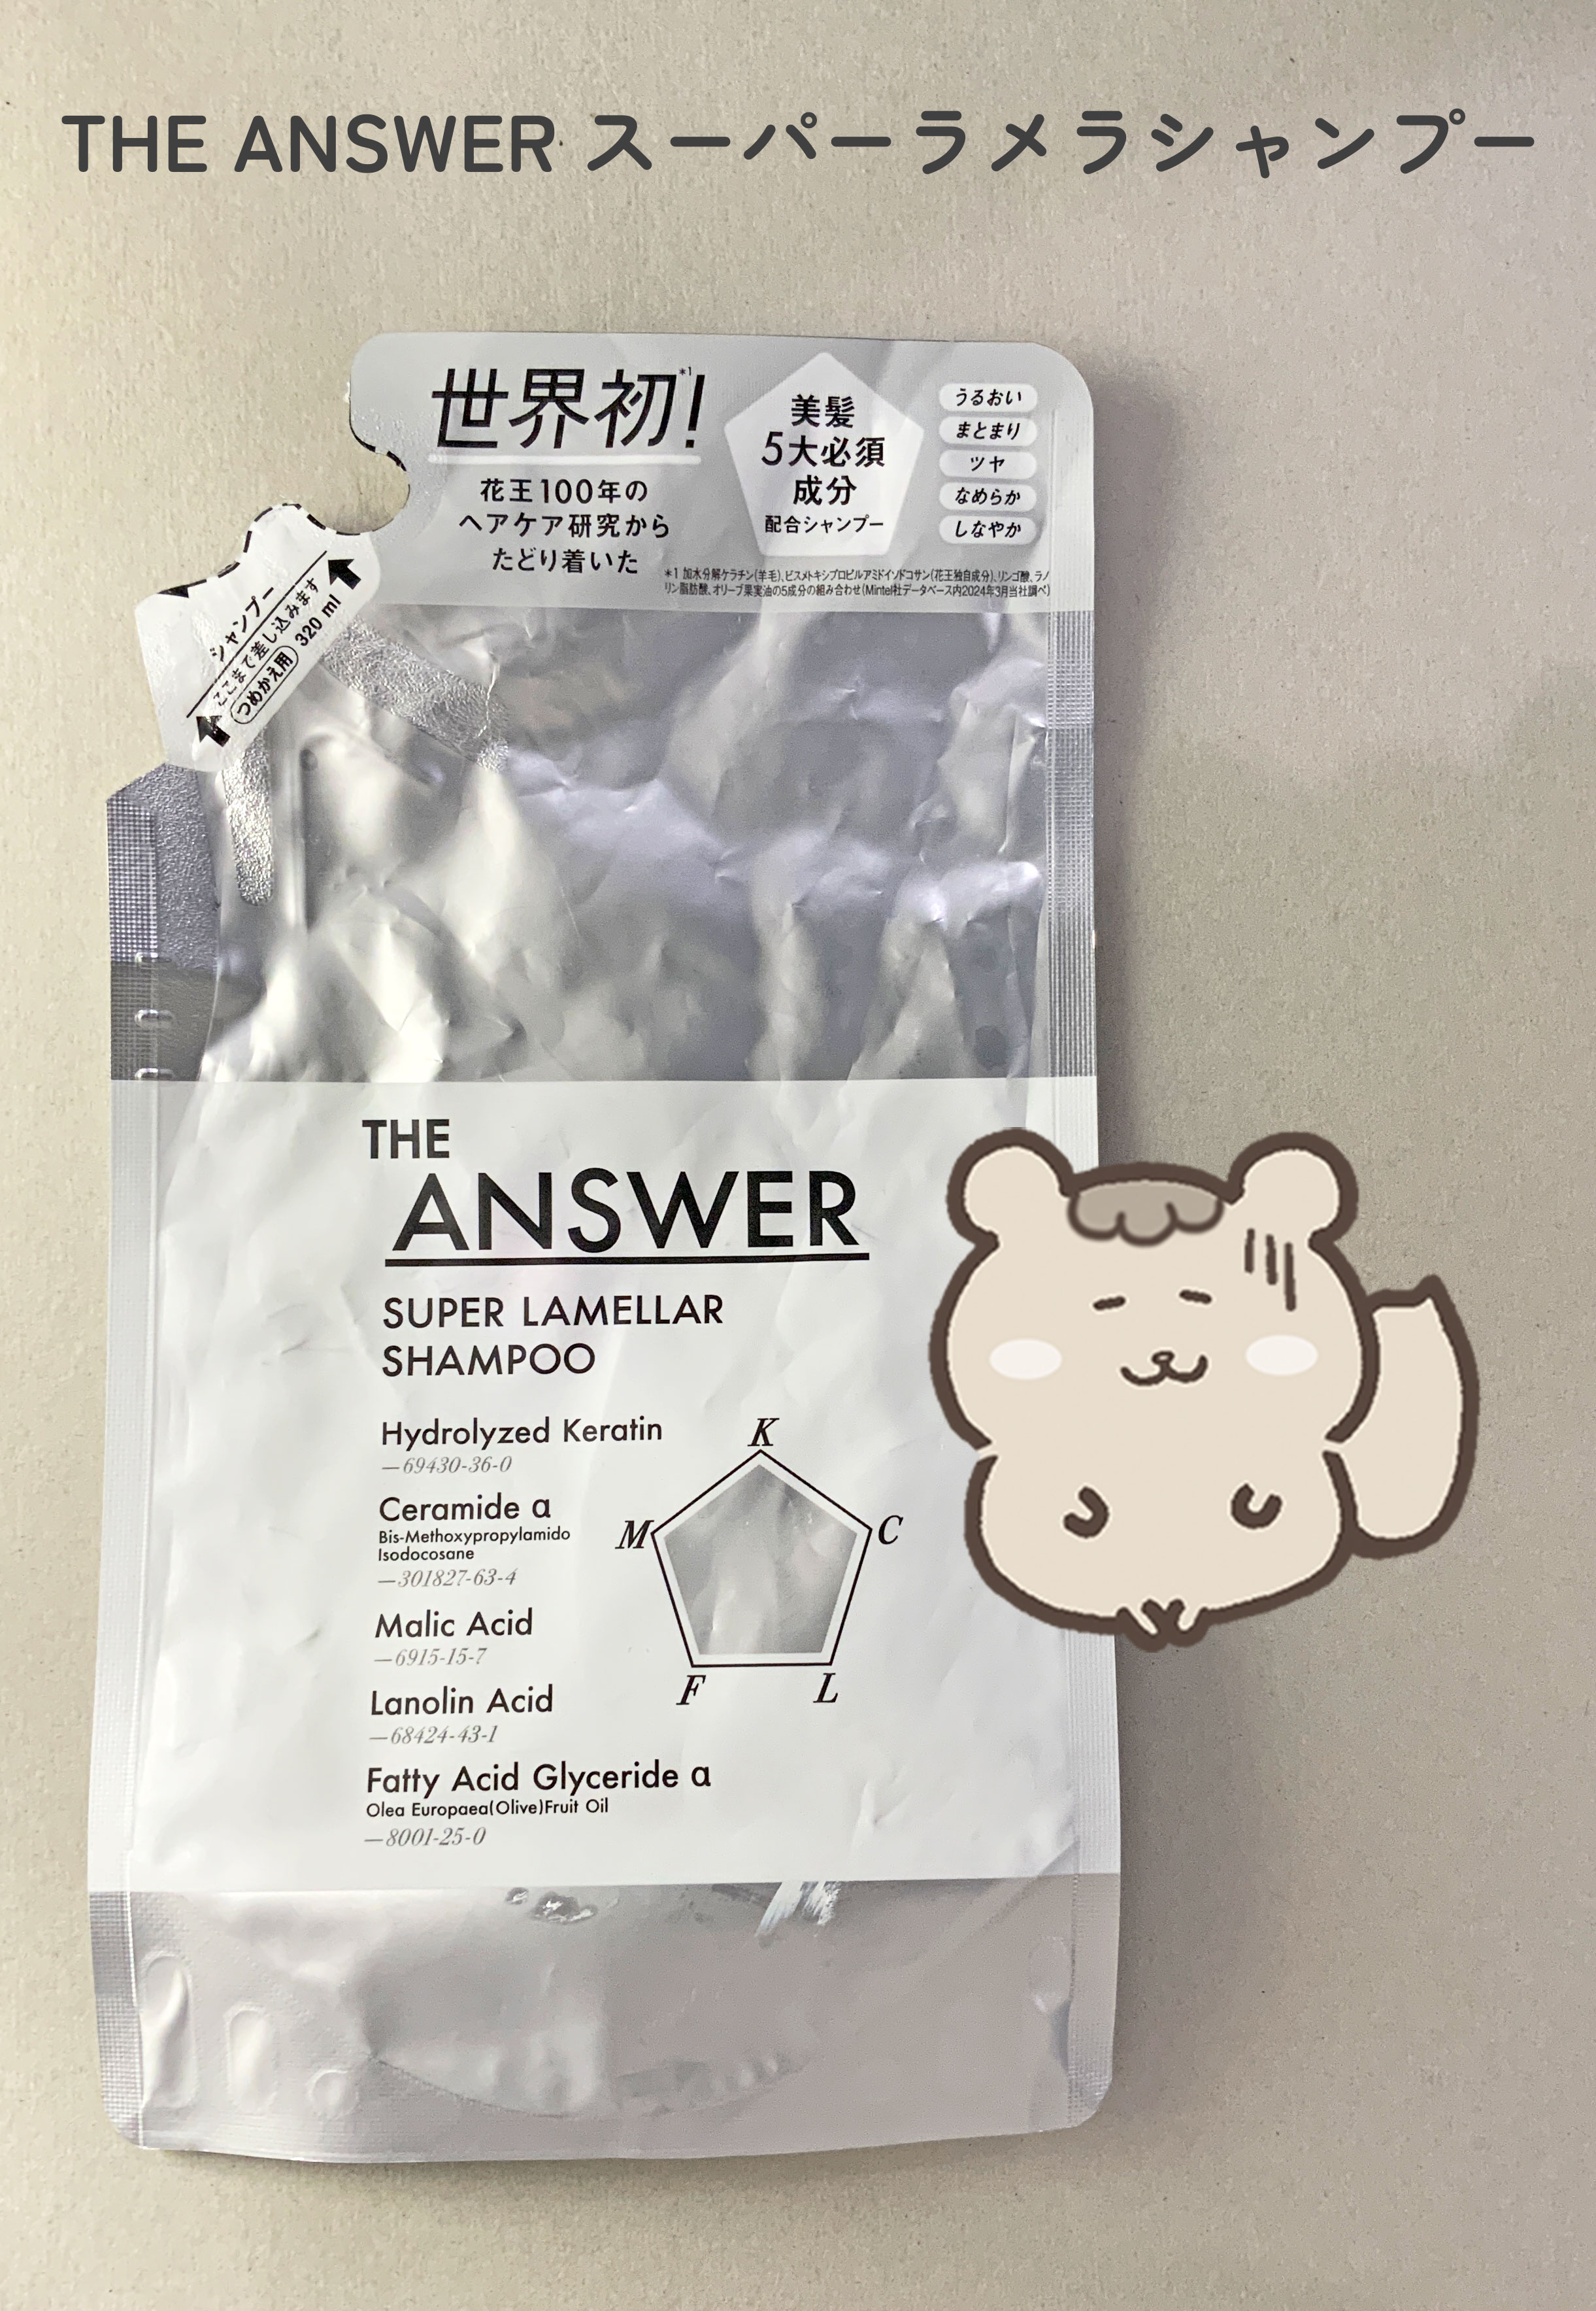 THE ANSWER スーパーラメラシャンプー
世界初!*1
花王100年の
ヘアケア研究から
たどり着いた
美髪
5大必須
成分
配合シャンプー
うるおい
まとまり
ツヤ
なめらか
しなやか
*1 加水分解ケラチン(羊毛)、ビスメトキシプロピルアミドイソドコサン(花王独自成分)、リンゴ酸、ラノ
リン脂肪酸、オリーブ果実油の5成分の組み合わせ(Mintel社データベース内2024年3月当社調べ)
シャンプー
ここまで差し込みます
つめかえ用 320 ml
THE
ANSWER
SUPER LAMELLAR
SHAMPOO
Hydrolyzed Keratin
—69430-36-0
Ceramide α
Bis-Methoxypropylamido
Isodocosane
—301827-63-4
Malic Acid
—6915-15-7
Lanolin Acid
—68424-43-1
Fatty Acid Glyceride α
Olea Europaea(Olive)Fruit Oil
—8001-25-0
K
M
C
F
L